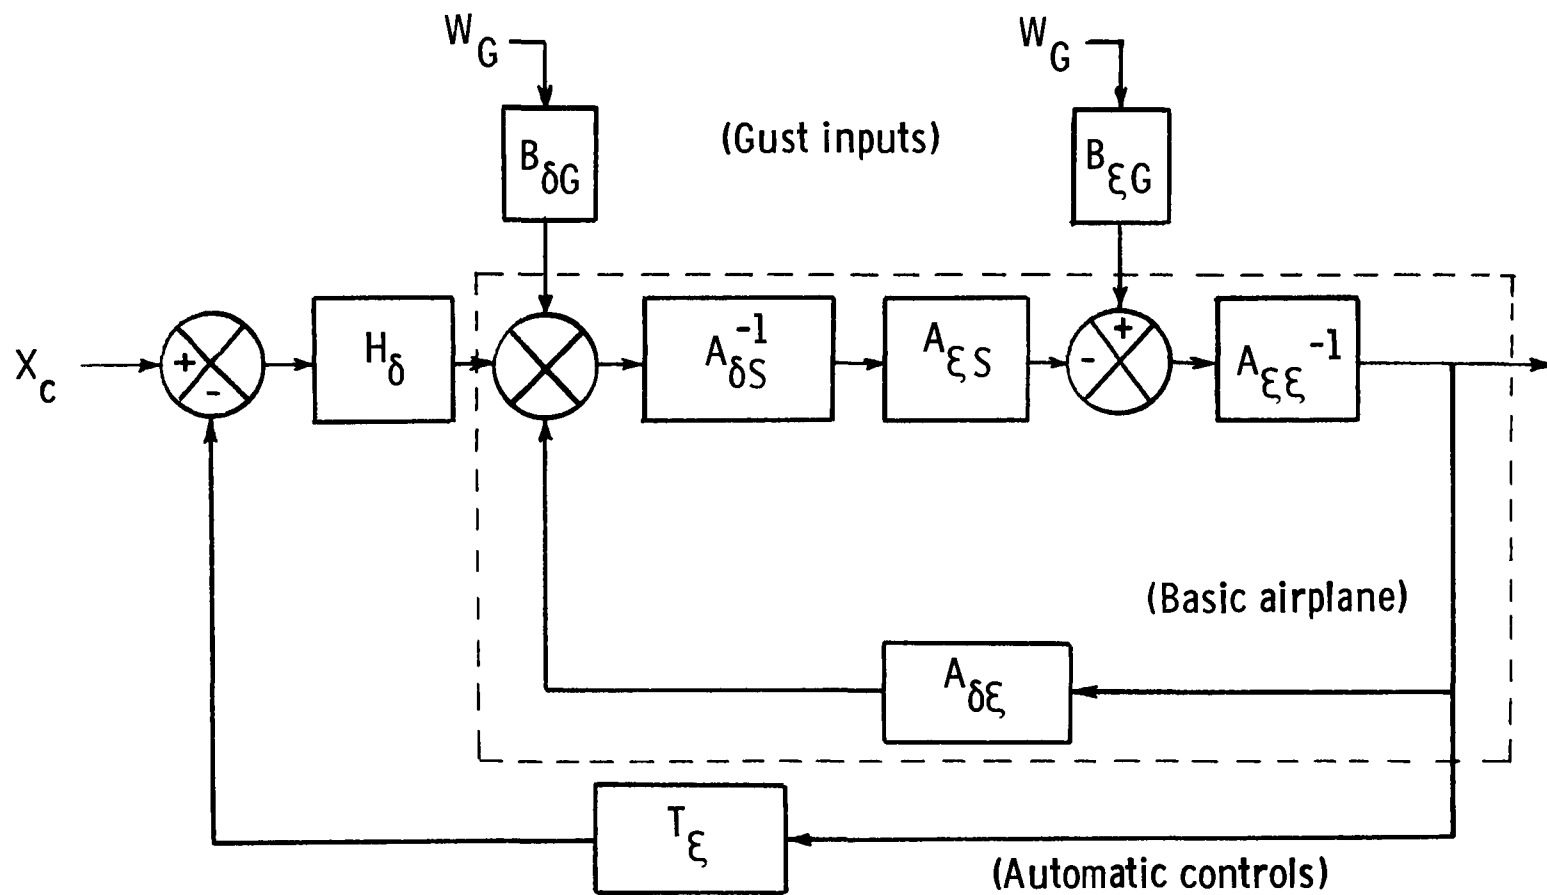 W_G
W_G
B_δG
(Gust inputs)
B_ξG
X_c
+
-
H_δ
A_δS^-1
A_ξS
-
+
A_ξξ^-1
(Basic airplane)
A_δξ
T_ξ
(Automatic controls)